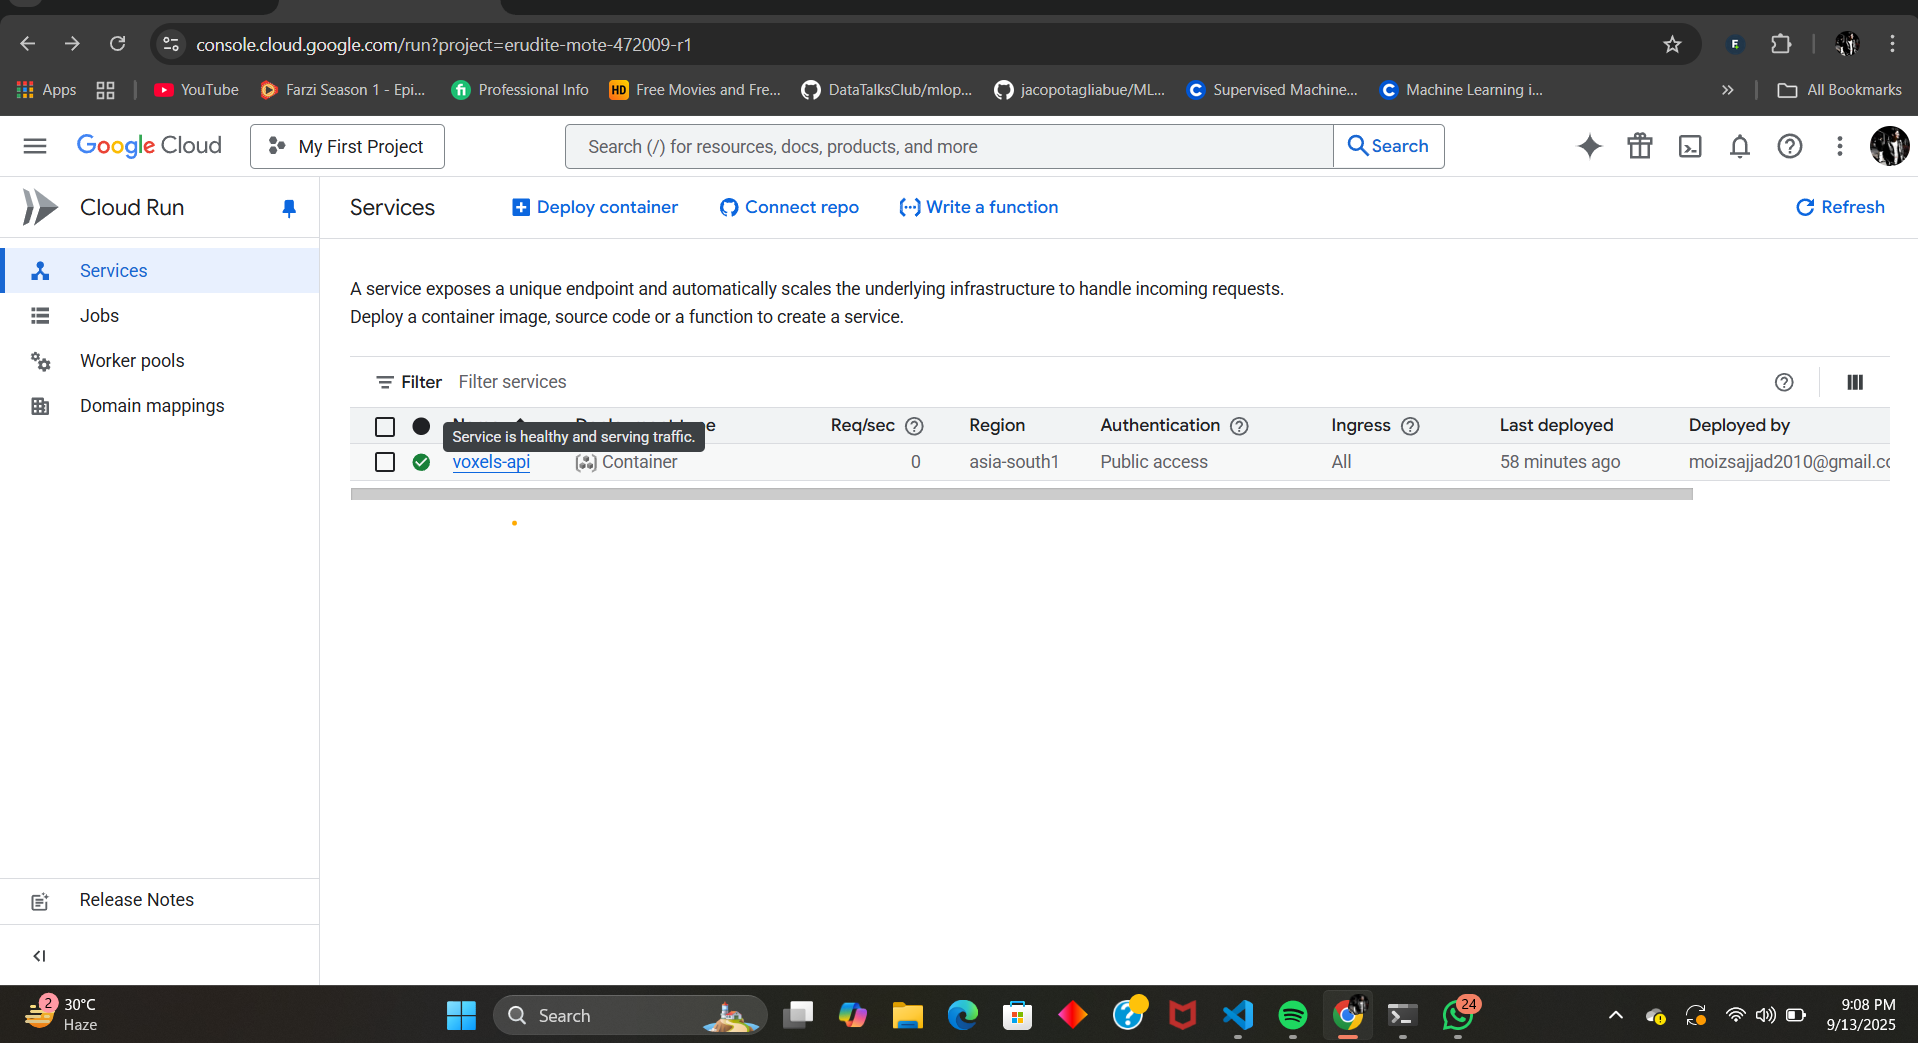 console.cloud.google.com/run?project=erudite-mote-472009-r1
Apps
YouTube
Farzi Season 1 - Epi...
Professional Info
HD
Free Movies and Fre...
DataTalksClub/mlop...
jacopotagliabue/ML...
Supervised Machine...
Machine Learning i...
All Bookmarks
Google Cloud
My First Project
Search (/) for resources, docs, products, and more
Search
Cloud Run
Services
Deploy container
Connect repo
Write a function
Refresh
Services
Jobs
Worker pools
Domain mappings
A service exposes a unique endpoint and automatically scales the underlying infrastructure to handle incoming requests.
Deploy a container image, source code or a function to create a service.
Filter
Filter services
Req/sec
Region
Authentication
Ingress
Last deployed
Deployed by
Service is healthy and serving traffic.
voxels-api
Container
0
asia-south1
Public access
All
58 minutes ago
moizsajjad2010@gmail.co
Release Notes
2
30°C
Haze
Search
24
9:08 PM
9/13/2025